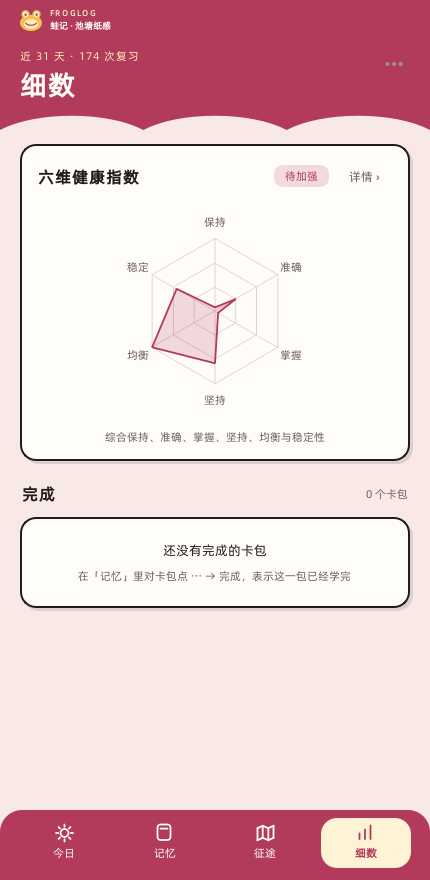 FROGLOG
蛙记 · 池塘纸感
近 31 天 · 174 次复习
细数
六维健康指数
待加强
详情 ›
保持
稳定
准确
均衡
掌握
坚持
综合保持、准确、掌握、坚持、均衡与稳定性
完成
0 个卡包
还没有完成的卡包
在「记忆」里对卡包点 ··· → 完成，表示这一包已经学完
今日
记忆
征途
细数